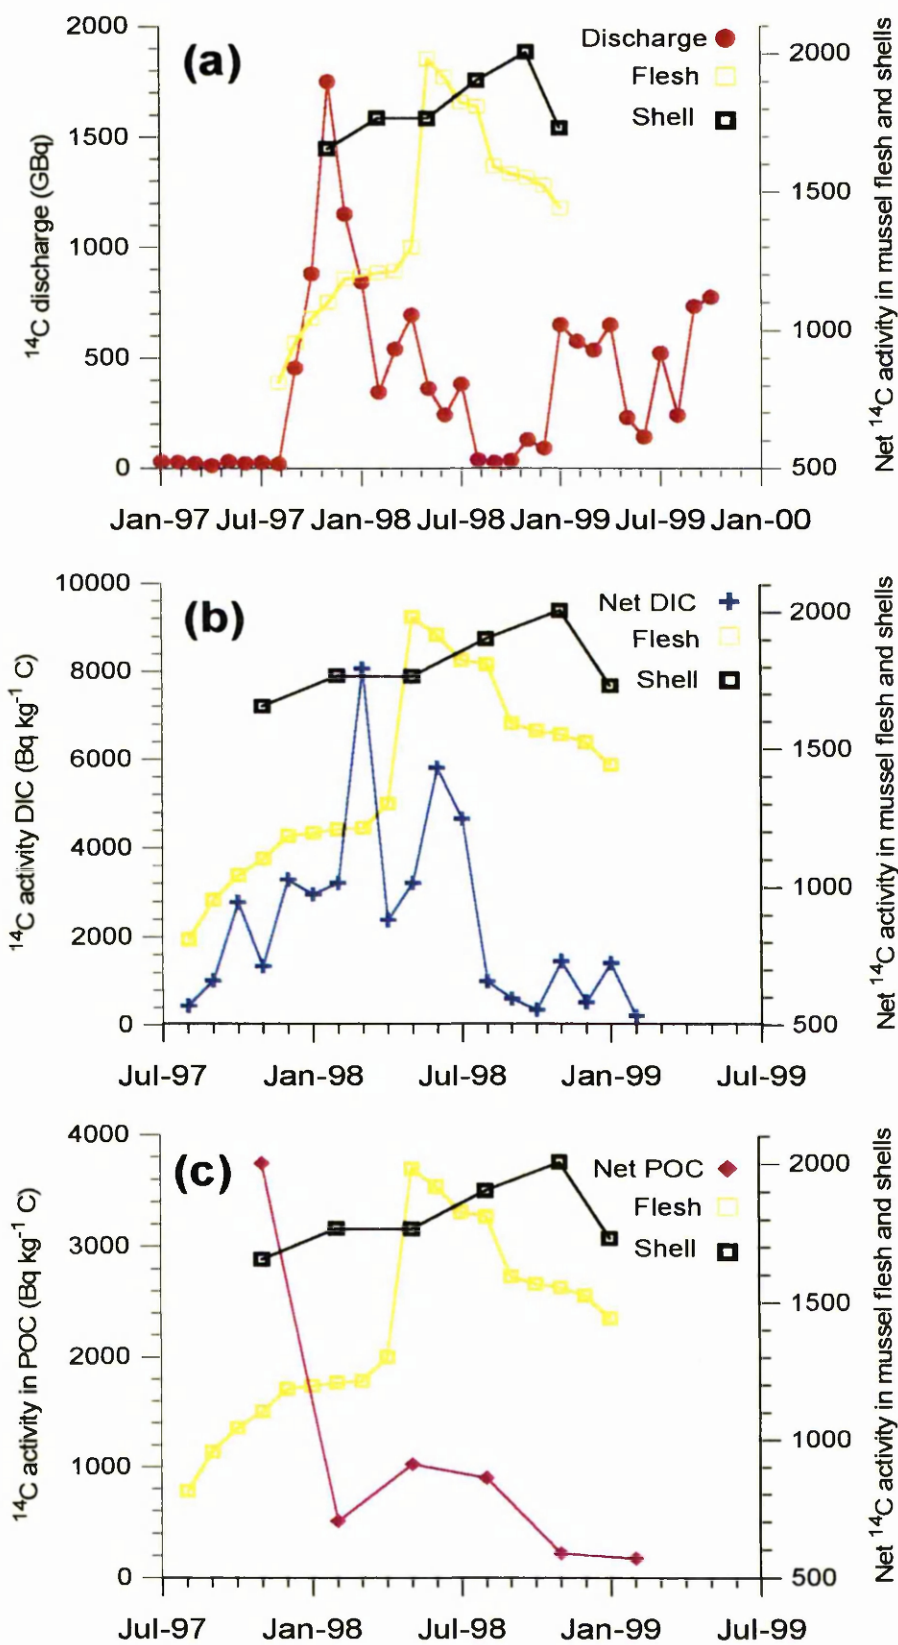 (a)
Discharge
Flesh
Shell
¹⁴C discharge (GBq)
2000
1500
1000
500
0
Net ¹⁴C activity in mussel flesh and shells
2000
1500
1000
500
Jan-97 Jul-97 Jan-98 Jul-98 Jan-99 Jul-99 Jan-00
(b)
Net DIC
Flesh
Shell
¹⁴C activity DIC (Bq kg⁻¹ C)
10000
8000
6000
4000
2000
0
Net ¹⁴C activity in mussel flesh and shells
2000
1500
1000
500
Jul-97 Jan-98 Jul-98 Jan-99 Jul-99
(c)
Net POC
Flesh
Shell
¹⁴C activity in POC (Bq kg⁻¹ C)
4000
3000
2000
1000
0
Net ¹⁴C activity in mussel flesh and shells
2000
1500
1000
500
Jul-97 Jan-98 Jul-98 Jan-99 Jul-99